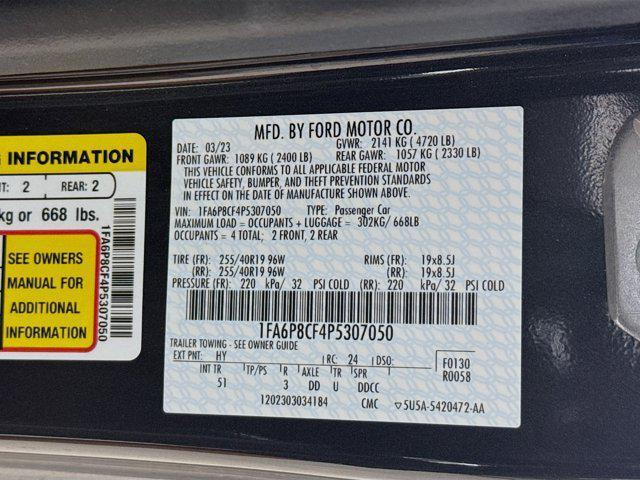 G INFORMATION
NT: 2 REAR: 2
kg or 668 lbs.
SEE OWNERS
MANUAL FOR
ADDITIONAL
INFORMATION
1FA6P8CF4P5307050
MFD. BY FORD MOTOR CO.
DATE: 03/23 GVWR: 2141 KG ( 4720 LB)
FRONT GAWR: 1089 KG ( 2400 LB) REAR GAWR: 1057 KG ( 2330 LB)
THIS VEHICLE CONFORMS TO ALL APPLICABLE FEDERAL MOTOR
VEHICLE SAFETY, BUMPER, AND THEFT PREVENTION STANDARDS
IN EFFECT ON THE DATE OF MANUFACTURE SHOWN ABOVE.
VIN: 1FA6P8CF4P5307050 TYPE: Passenger Car
MAXIMUM LOAD = OCCUPANTS + LUGGAGE = 302KG/ 668LB
OCCUPANTS = 4 TOTAL; 2 FRONT, 2 REAR
TIRE (FR): 255/40R19 96W RIMS (FR): 19x8.5J
(RR): 255/40R19 96W (RR): 19x8.5J
PRESSURE (FR): 220 kPa/ 32 PSI COLD (RR): 220 kPa/ 32 PSI COLD
1FA6P8CF4P5307050
TRAILER TOWING - SEE OWNER GUIDE
EXT PNT: HY RC: 24 DSO: F0130
INT TR TP/PS R AXLE TR SPR R0058
51 3 DD U DDCC
1202303034184 CMC ▽5U5A-5420472-AA